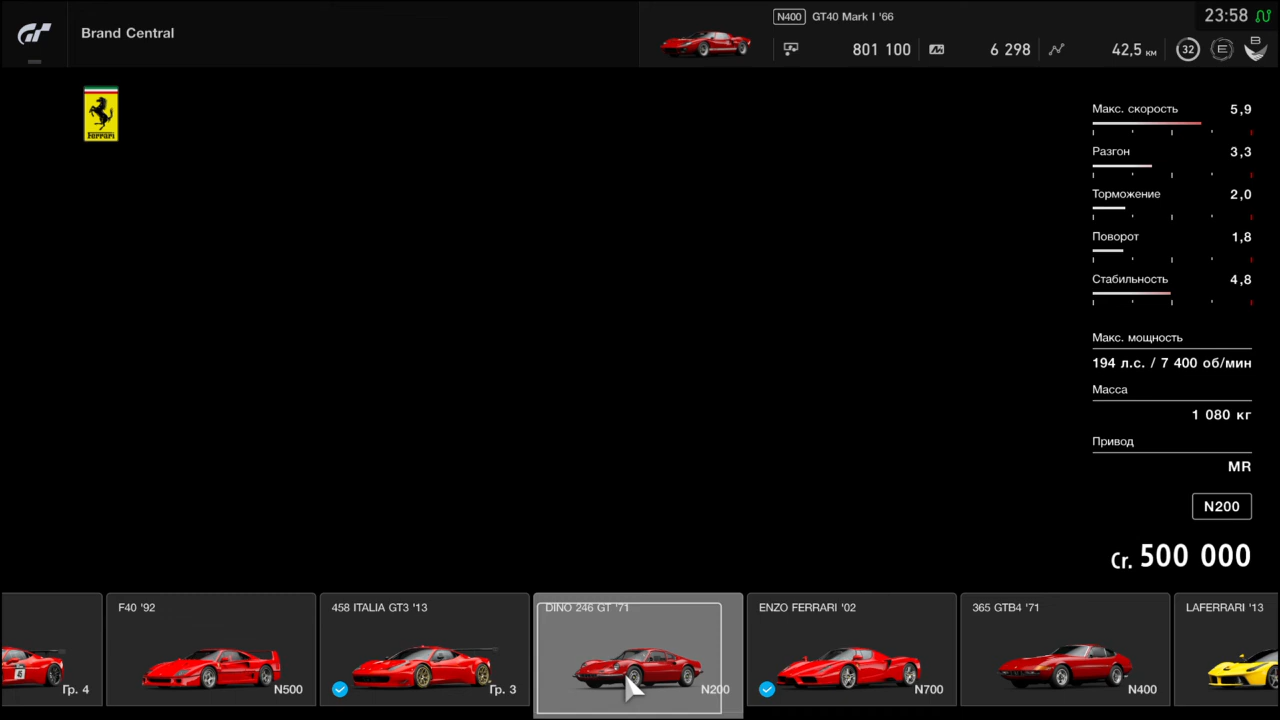 Brand Central
N400 GT40 Mark I '66
801 100 6 298 42,5 км 32 E B
23:58
Ferrari
Макс. скорость 5,9
Разгон 3,3
Торможение 2,0
Поворот 1,8
Стабильность 4,8
Макс. мощность
194 л.с. / 7 400 об/мин
Масса
1 080 кг
Привод
MR
N200
Cr. 500 000
Гр. 4
F40 '92
N500
458 ITALIA GT3 '13
Гр. 3
DINO 246 GT '71
N200
ENZO FERRARI '02
N700
365 GTB4 '71
N400
LAFERRARI '13